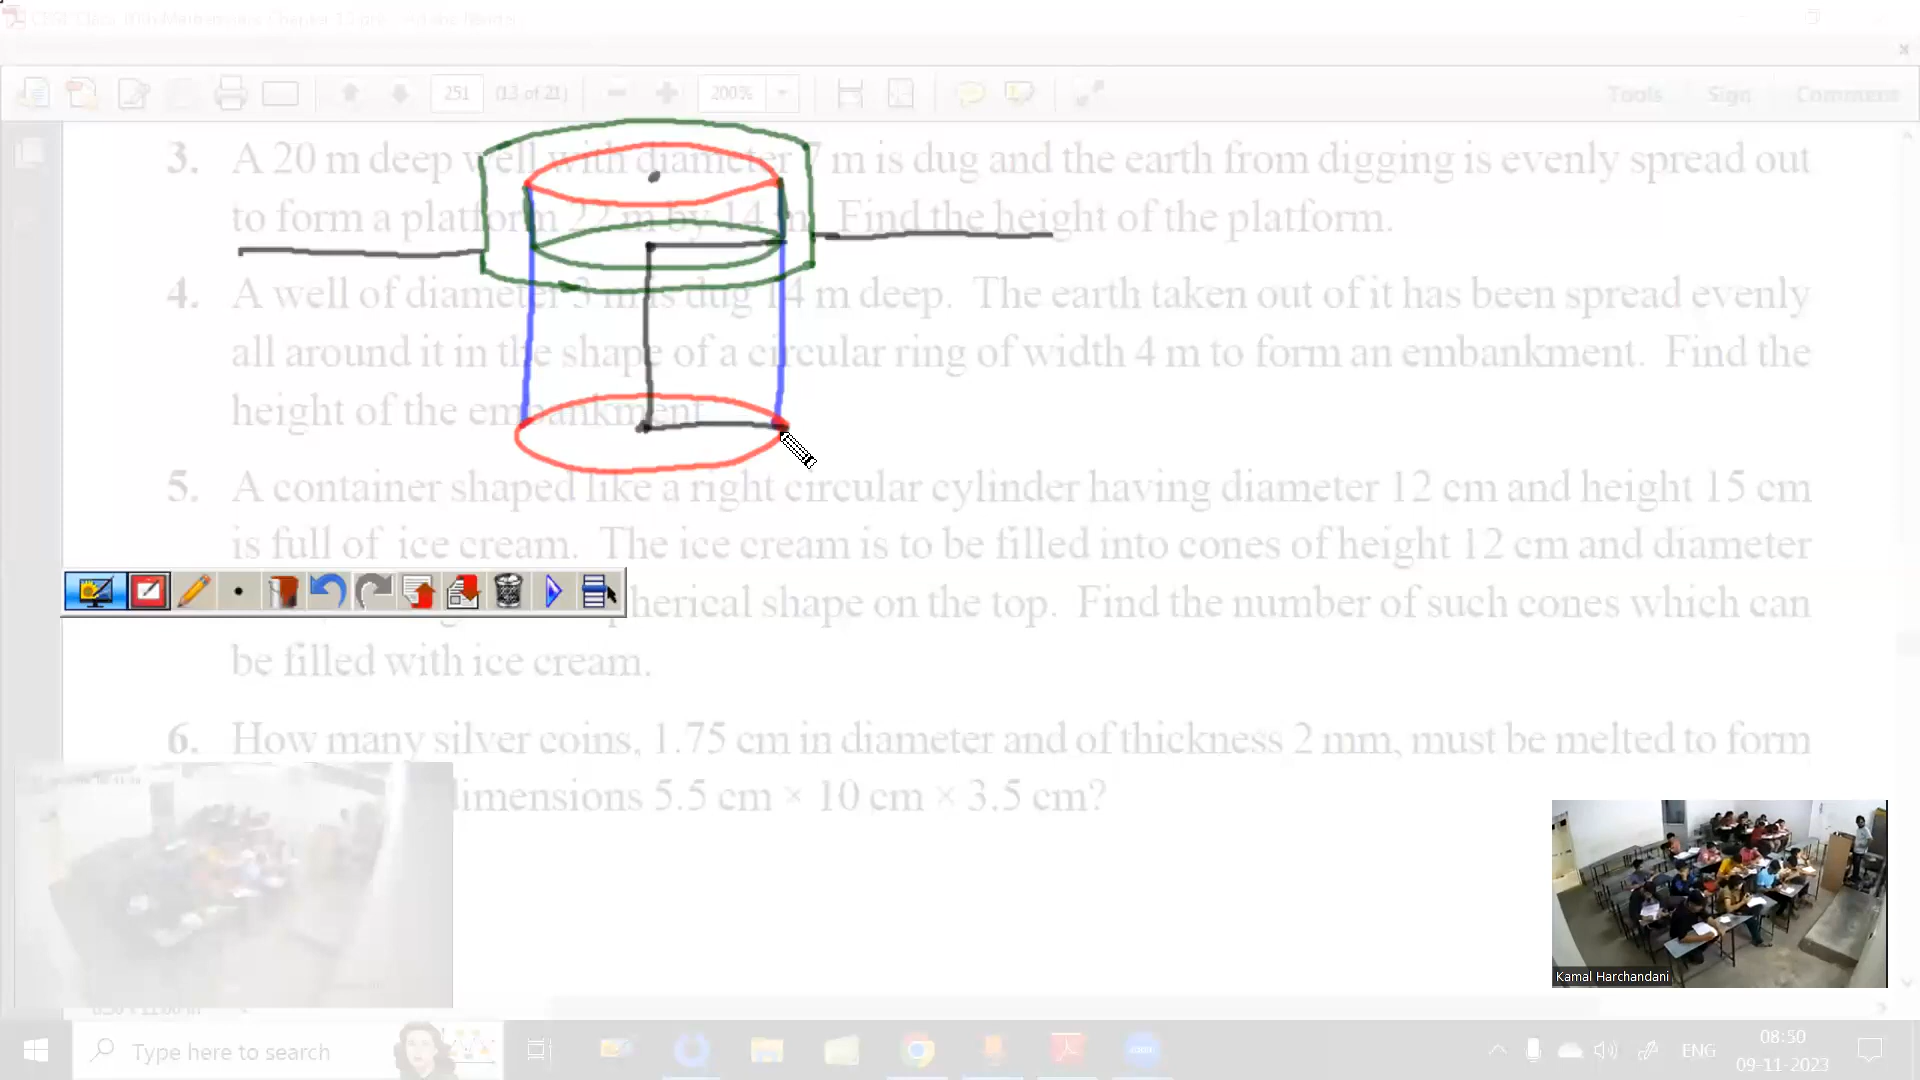 251 (13 of 21) 200% Tools Sign Comment
3. A 20 m deep well with diameter 7 m is dug and the earth from digging is evenly spread out
to form a platform 22 m by 14 m. Find the height of the platform.
4. A well of diameter 3 m is dug 14 m deep. The earth taken out of it has been spread evenly
all around it in the shape of a circular ring of width 4 m to form an embankment. Find the
height of the embankment.
5. A container shaped like a right circular cylinder having diameter 12 cm and height 15 cm
is full of ice cream. The ice cream is to be filled into cones of height 12 cm and diameter
herical shape on the top. Find the number of such cones which can
be filled with ice cream.
6. How many silver coins, 1.75 cm in diameter and of thickness 2 mm, must be melted to form
dimensions 5.5 cm × 10 cm × 3.5 cm?
Kamal Harchandani
Type here to search
ENG
08:50
09-11-2023